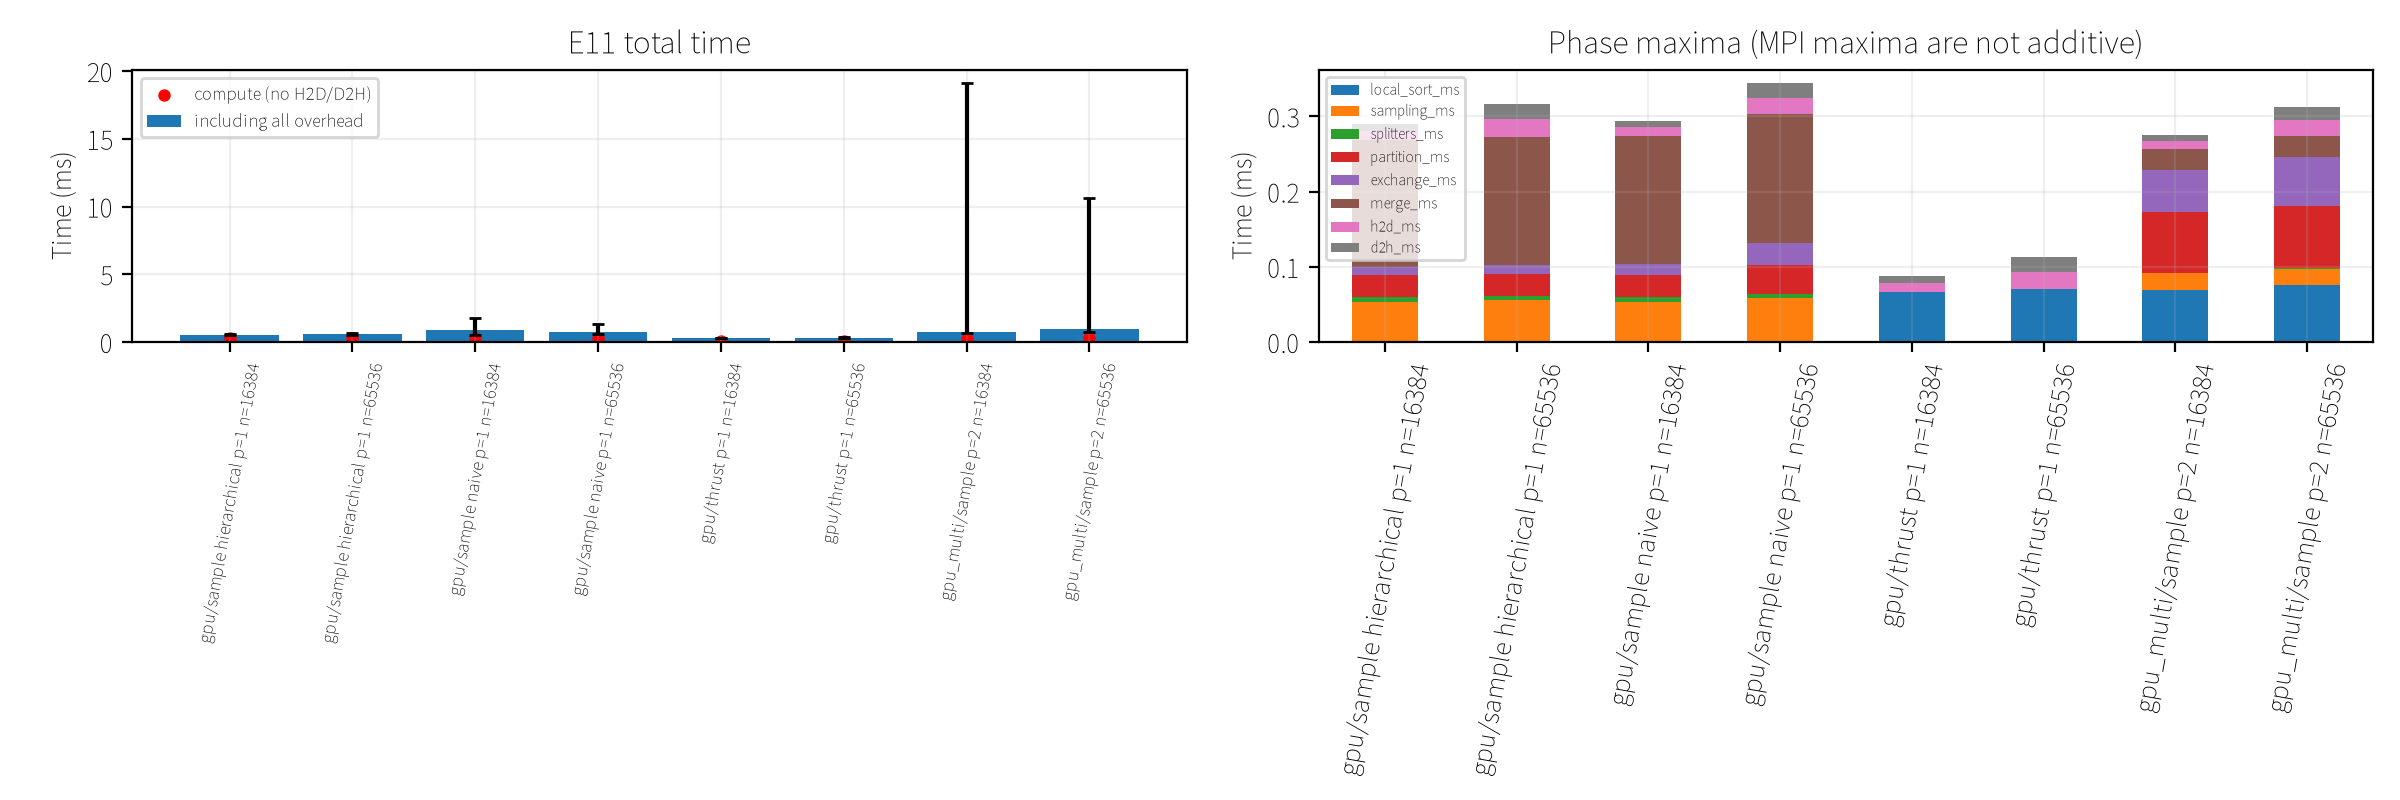 E11 total time
20
15
10
5
0
Time (ms)
compute (no H2D/D2H)
including all overhead
gpu/sample hierarchical p=1 n=16384
gpu/sample hierarchical p=1 n=65536
gpu/sample naive p=1 n=16384
gpu/sample naive p=1 n=65536
gpu/thrust p=1 n=16384
gpu/thrust p=1 n=65536
gpu_multi/sample p=2 n=16384
gpu_multi/sample p=2 n=65536
Phase maxima (MPI maxima are not additive)
0.3
0.2
0.1
0.0
Time (ms)
local_sort_ms
sampling_ms
splitters_ms
partition_ms
exchange_ms
merge_ms
h2d_ms
d2h_ms
gpu/sample hierarchical p=1 n=16384
gpu/sample hierarchical p=1 n=65536
gpu/sample naive p=1 n=16384
gpu/sample naive p=1 n=65536
gpu/thrust p=1 n=16384
gpu/thrust p=1 n=65536
gpu_multi/sample p=2 n=16384
gpu_multi/sample p=2 n=65536